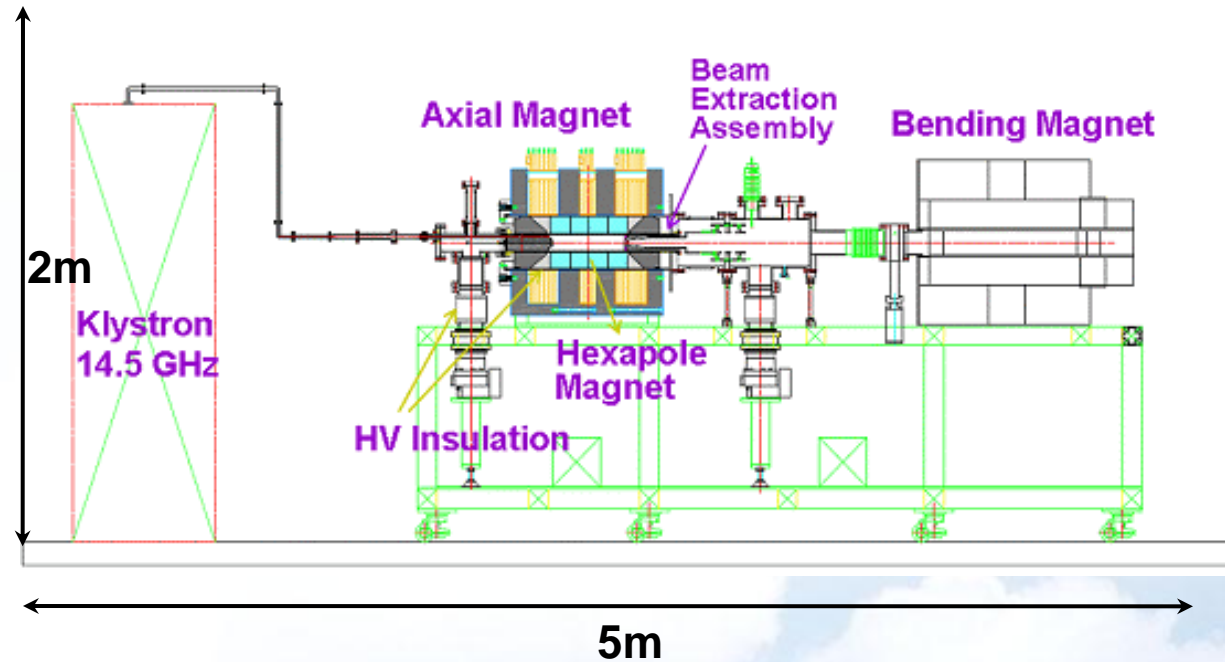 Beam
Extraction
Assembly
Axial Magnet
Bending Magnet
2m
Klystron
14.5 GHz
Hexapole
Magnet
HV Insulation
5m